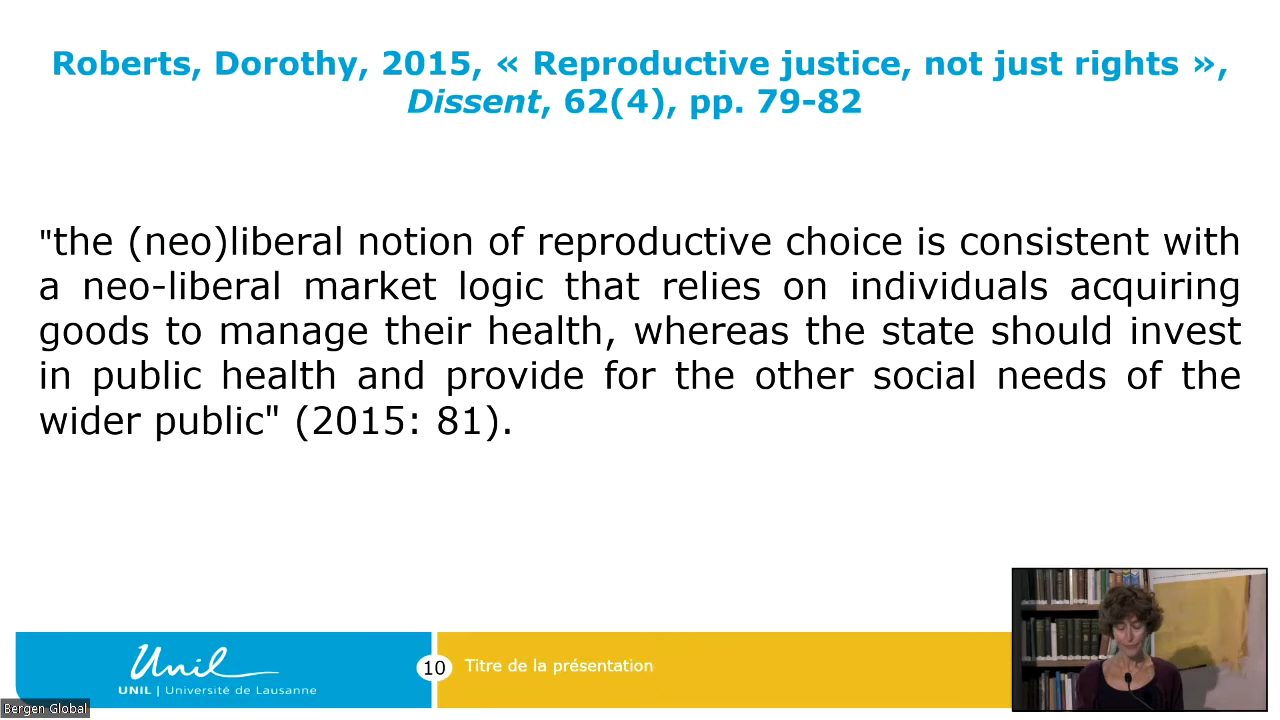 Roberts, Dorothy, 2015, « Reproductive justice, not just rights »,
Dissent, 62(4), pp. 79-82
"the (neo)liberal notion of reproductive choice is consistent with
a neo-liberal market logic that relies on individuals acquiring
goods to manage their health, whereas the state should invest
in public health and provide for the other social needs of the
wider public" (2015: 81).
Unil
UNIL | Université de Lausanne
10
Titre de la présentation
Bergen Global